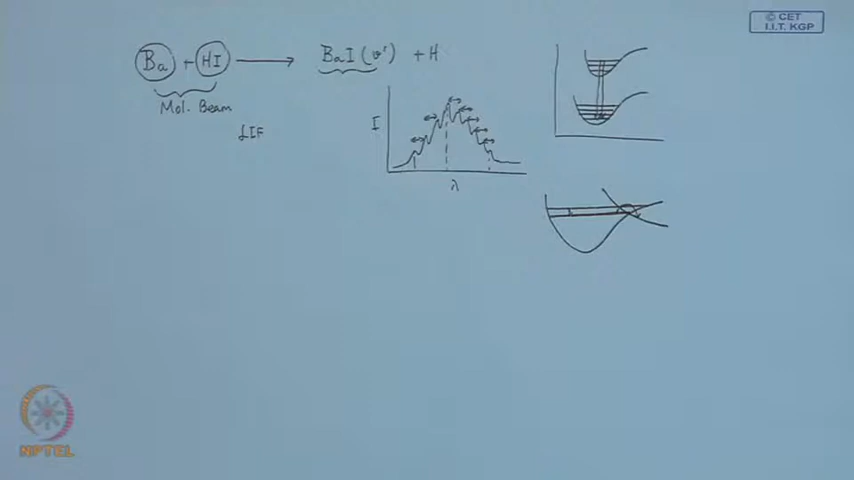 © CET
I.I.T. KGP
Ba + HI ⟶ BaI (v') + H
Mol. Beam
LIF
I
λ
NPTEL